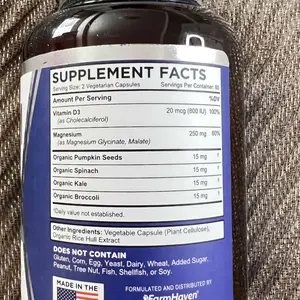 SUPPLEMENT FACTS
Serving Size: 2 Vegetarian Capsules Servings Per Container: 60
Amount Per Serving %DV
Vitamin D3 20 mcg (800 IU) 100%
(as Cholecalciferol)
Magnesium 250 mg 60%
(as Magnesium Glycinate, Malate)
Organic Pumpkin Seeds 15 mg †
Organic Spinach 15 mg †
Organic Kale 15 mg †
Organic Broccoli 15 mg †
†Daily value not established.
Other Ingredients: Vegetable Capsule (Plant Cellulose),
Organic Rice Hull Extract
DOES NOT CONTAIN
Gluten, Corn, Egg, Yeast, Dairy, Wheat, Added Sugar,
Peanut, Tree Nut, Fish, Shellfish, or Soy.
MADE IN THE
FORMULATED AND DISTRIBUTED BY
FarmHaven